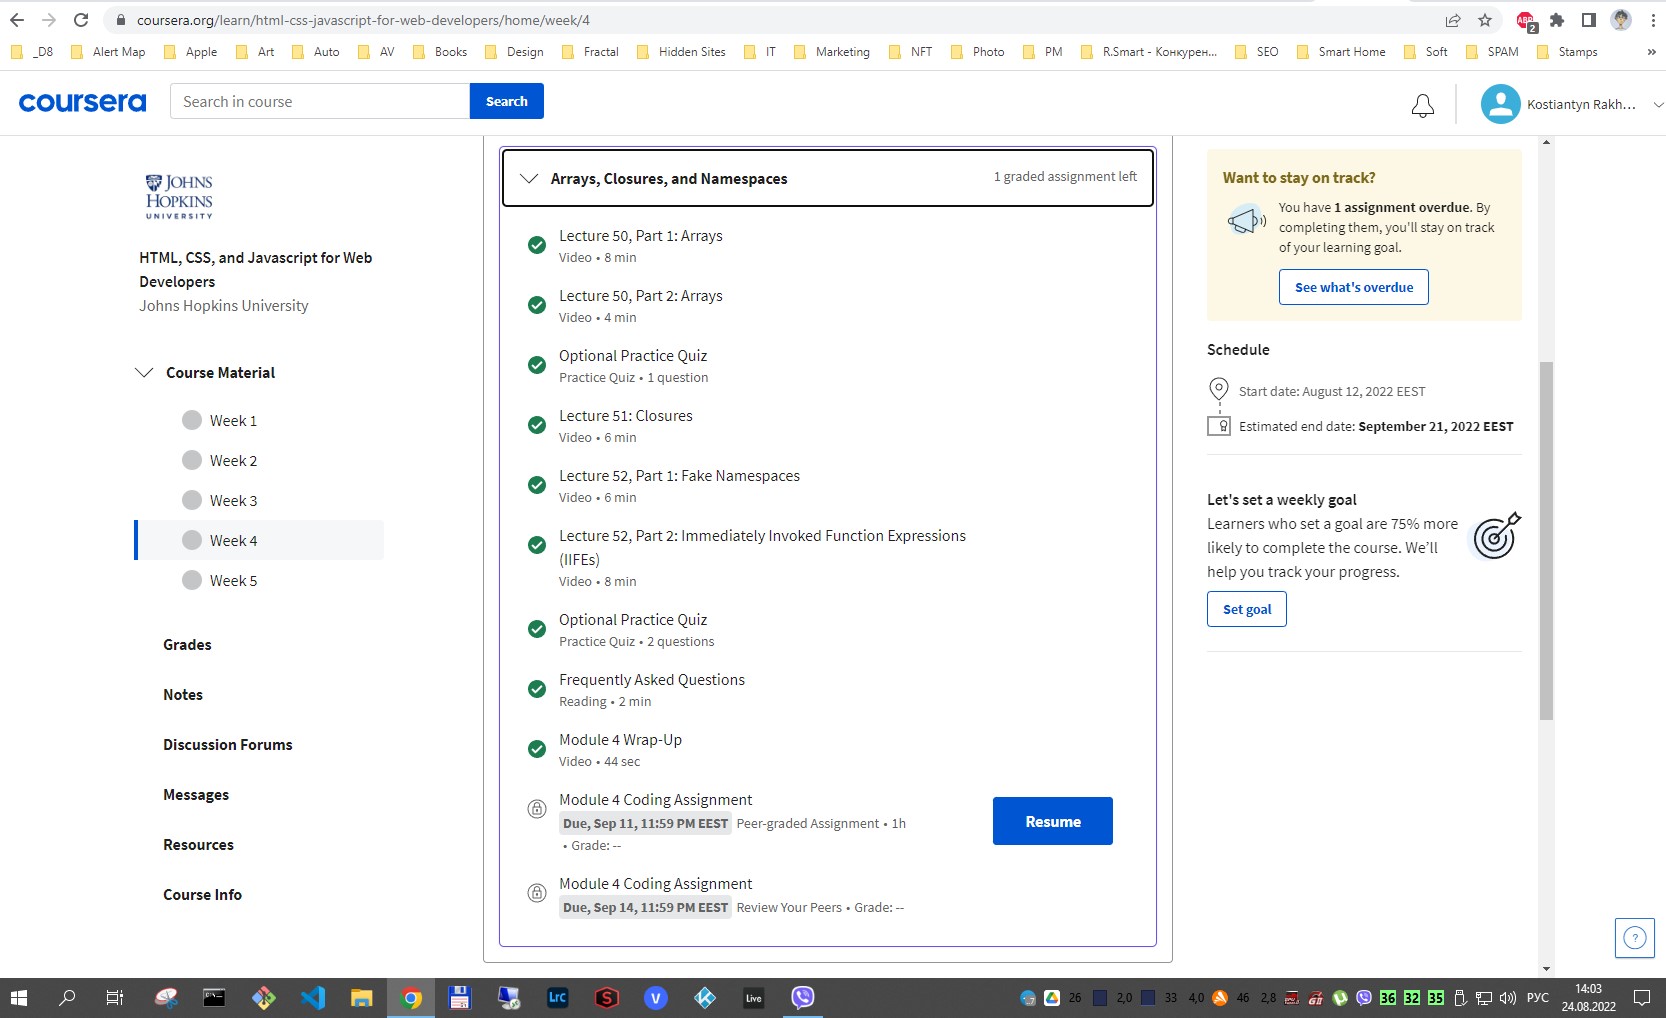 coursera.org/learn/html-css-javascript-for-web-developers/home/week/4
ABP
2
_D8 Alert Map Apple Art Auto AV Books Design Fractal Hidden Sites IT Marketing NFT Photo PM R.Smart - Конкурен... SEO Smart Home Soft SPAM Stamps »
coursera
Search in course
Search
Kostiantyn Rakh...
JOHNS
HOPKINS
UNIVERSITY
HTML, CSS, and Javascript for Web
Developers
Johns Hopkins University
Course Material
Week 1
Week 2
Week 3
Week 4
Week 5
Grades
Notes
Discussion Forums
Messages
Resources
Course Info
Arrays, Closures, and Namespaces
1 graded assignment left
Lecture 50, Part 1: Arrays
Video • 8 min
Lecture 50, Part 2: Arrays
Video • 4 min
Optional Practice Quiz
Practice Quiz • 1 question
Lecture 51: Closures
Video • 6 min
Lecture 52, Part 1: Fake Namespaces
Video • 6 min
Lecture 52, Part 2: Immediately Invoked Function Expressions
(IIFEs)
Video • 8 min
Optional Practice Quiz
Practice Quiz • 2 questions
Frequently Asked Questions
Reading • 2 min
Module 4 Wrap-Up
Video • 44 sec
Module 4 Coding Assignment
Due, Sep 11, 11:59 PM EEST Peer-graded Assignment • 1h
• Grade: --
Resume
Module 4 Coding Assignment
Due, Sep 14, 11:59 PM EEST Review Your Peers • Grade: --
Want to stay on track?
You have 1 assignment overdue. By
completing them, you'll stay on track
of your learning goal.
See what's overdue
Schedule
Start date: August 12, 2022 EEST
Estimated end date: September 21, 2022 EEST
Let's set a weekly goal
Learners who set a goal are 75% more
likely to complete the course. We’ll
help you track your progress.
Set goal
?
Lrc
S
V
Live
26 2,0 33 4,0 46 2,8 36 32 35 РУС
14:03
24.08.2022